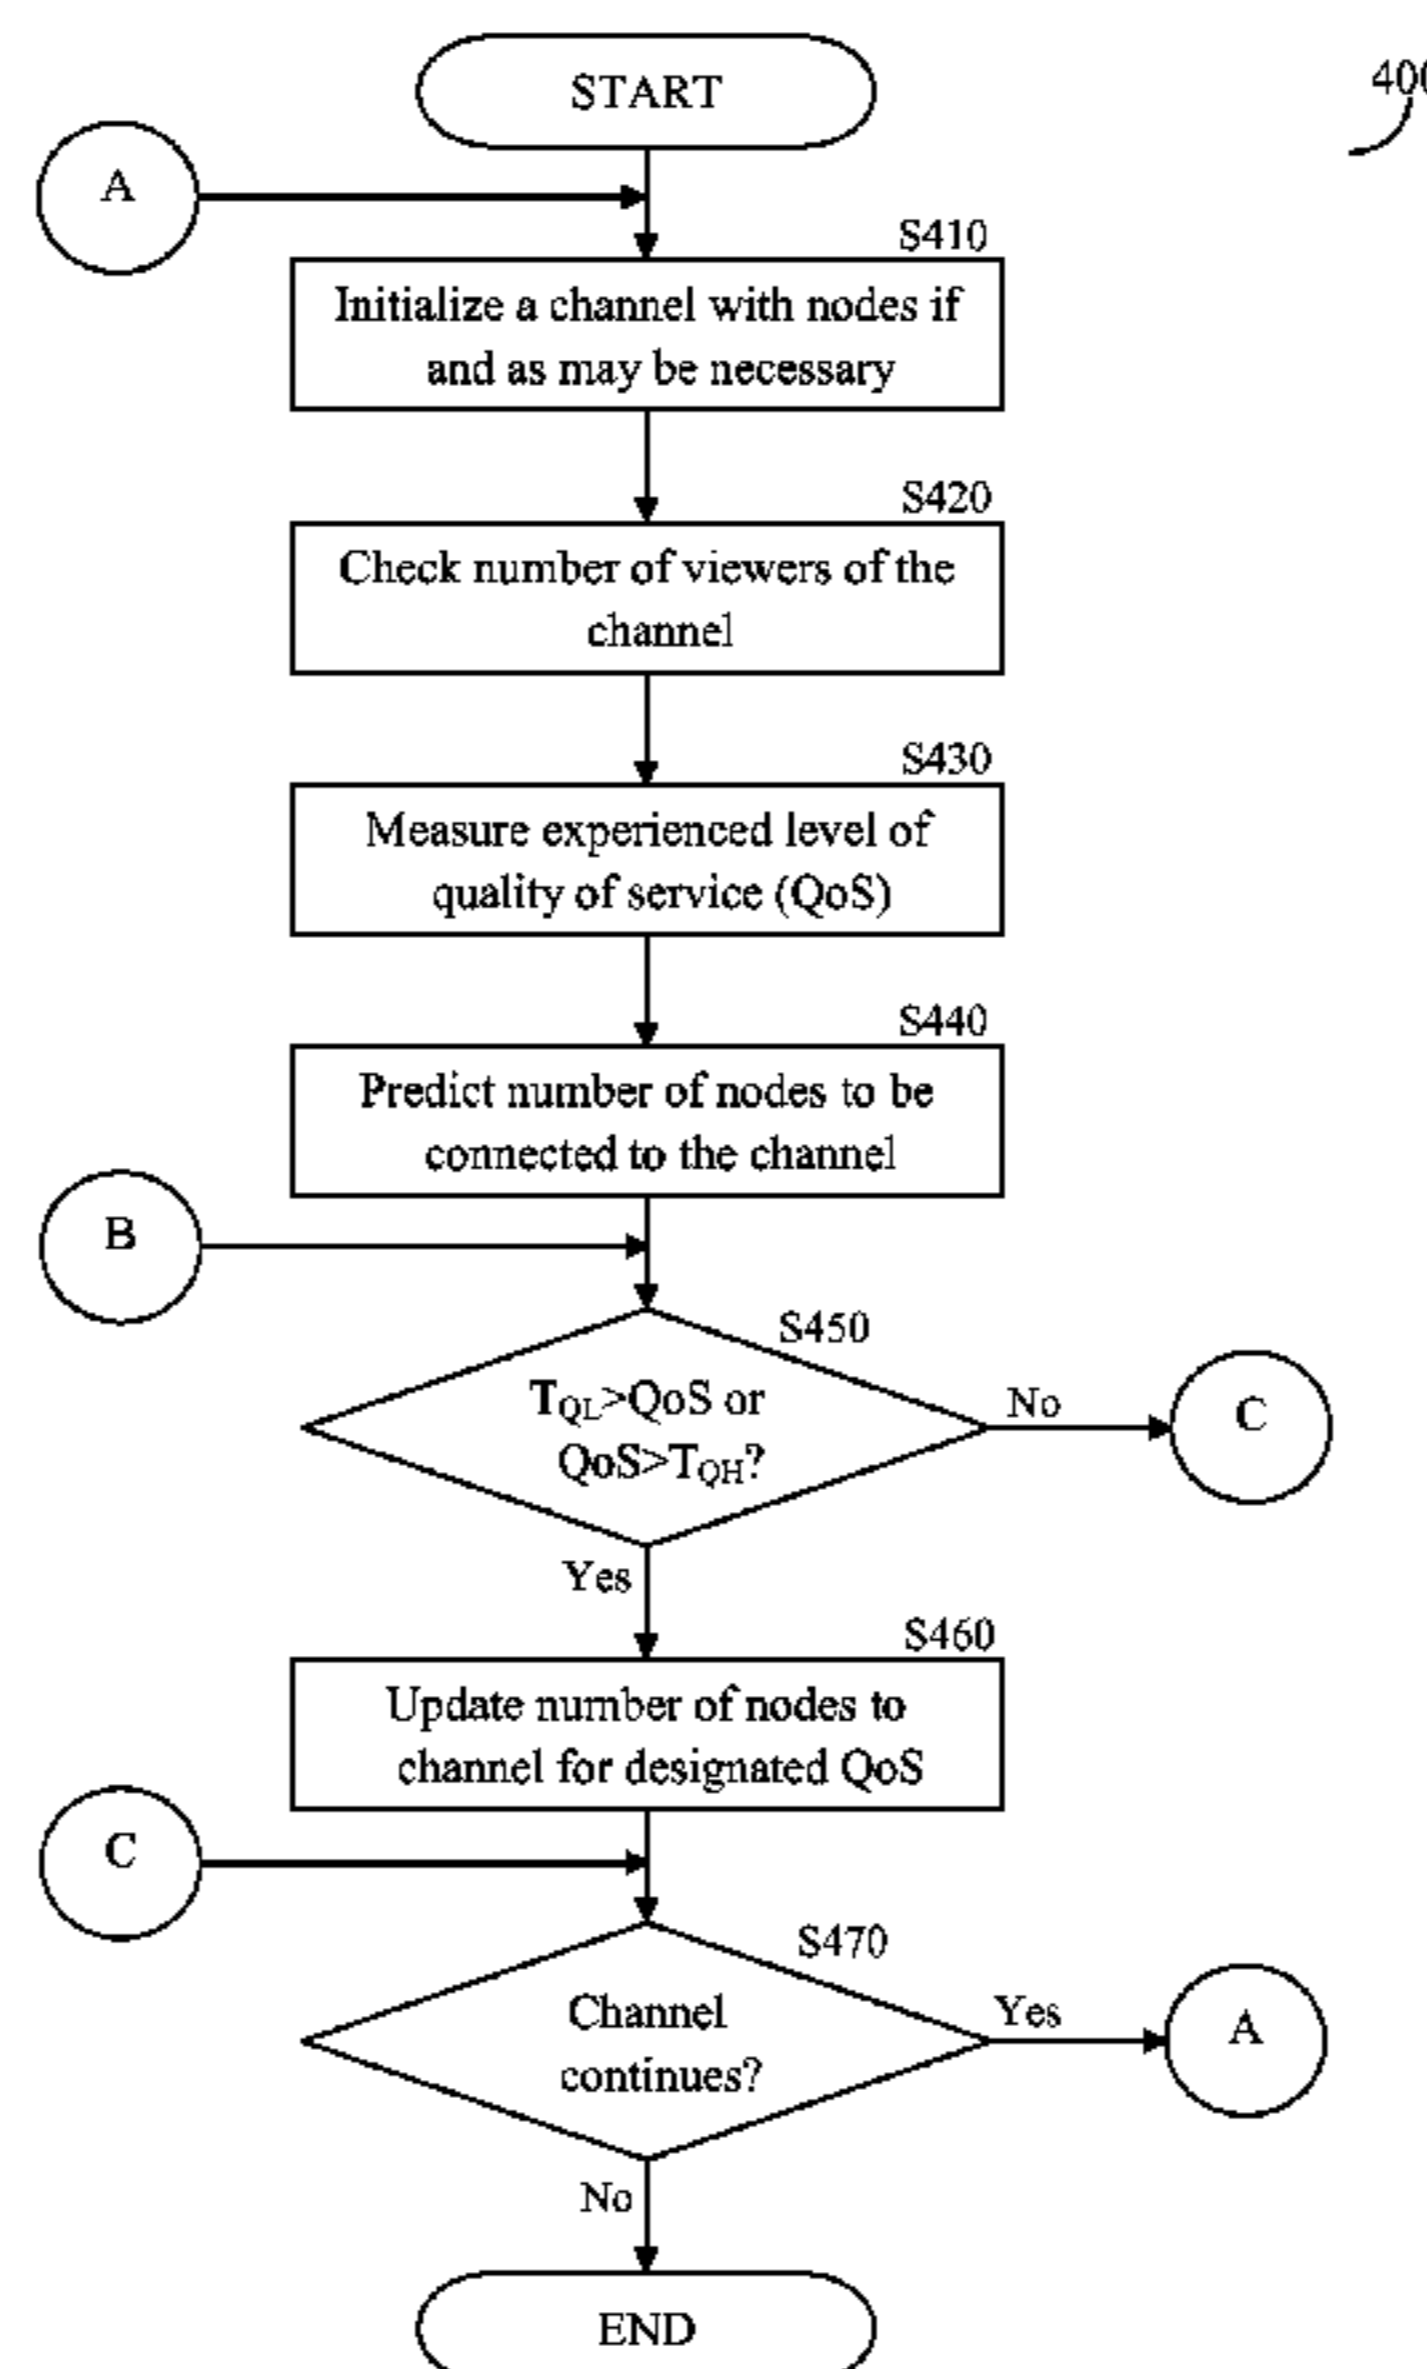 START
400
A
S410
Initialize a channel with nodes if
and as may be necessary
S420
Check number of viewers of the
channel
S430
Measure experienced level of
quality of service (QoS)
S440
Predict number of nodes to be
connected to the channel
B
S450
TQL>QoS or
QoS>TQH?
No
C
Yes
S460
Update number of nodes to
channel for designated QoS
C
S470
Channel
continues?
Yes
A
No
END